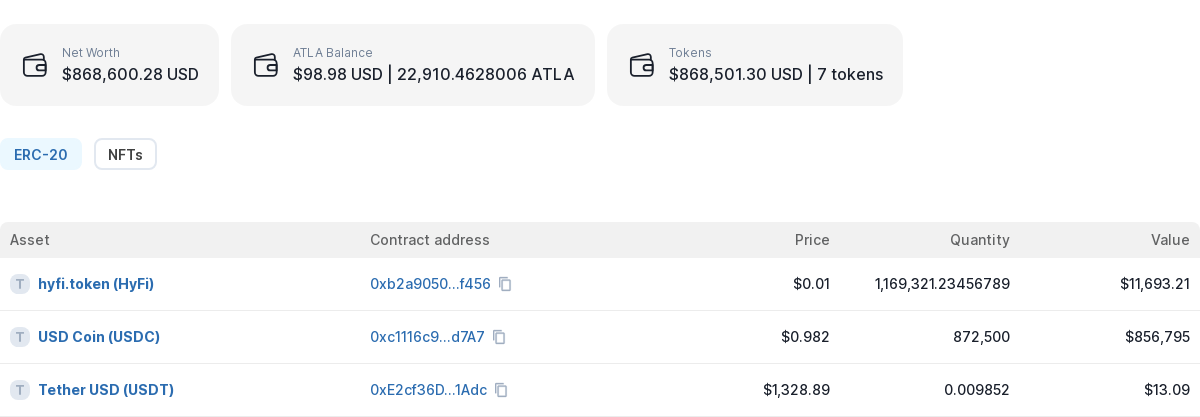 Net Worth
$868,600.28 USD
ATLA Balance
$98.98 USD | 22,910.4628006 ATLA
Tokens
$868,501.30 USD | 7 tokens
ERC-20 NFTs
Asset Contract address Price Quantity Value
T hyfi.token (HyFi) 0xb2a9050...f456 $0.01 1,169,321.23456789 $11,693.21
T USD Coin (USDC) 0xc1116c9...d7A7 $0.982 872,500 $856,795
T Tether USD (USDT) 0xE2cf36D...1Adc $1,328.89 0.009852 $13.09